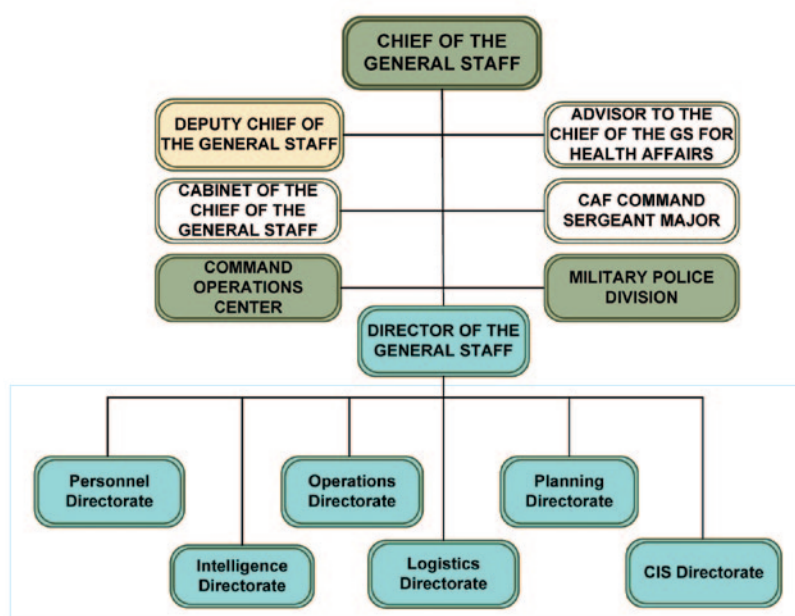 CHIEF OF THE
GENERAL STAFF
DEPUTY CHIEF OF
THE GENERAL STAFF
ADVISOR TO THE
CHIEF OF THE GS FOR
HEALTH AFFAIRS
CABINET OF THE
CHIEF OF THE
GENERAL STAFF
CAF COMMAND
SERGEANT MAJOR
COMMAND
OPERATIONS
CENTER
MILITARY POLICE
DIVISION
DIRECTOR OF THE
GENERAL STAFF
Personnel
Directorate
Operations
Directorate
Planning
Directorate
Intelligence
Directorate
Logistics
Directorate
CIS Directorate